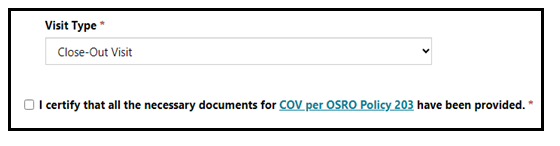 Visit Type *
Close-Out Visit
I certify that all the necessary documents for COV per OSRO Policy 203 have been provided. *